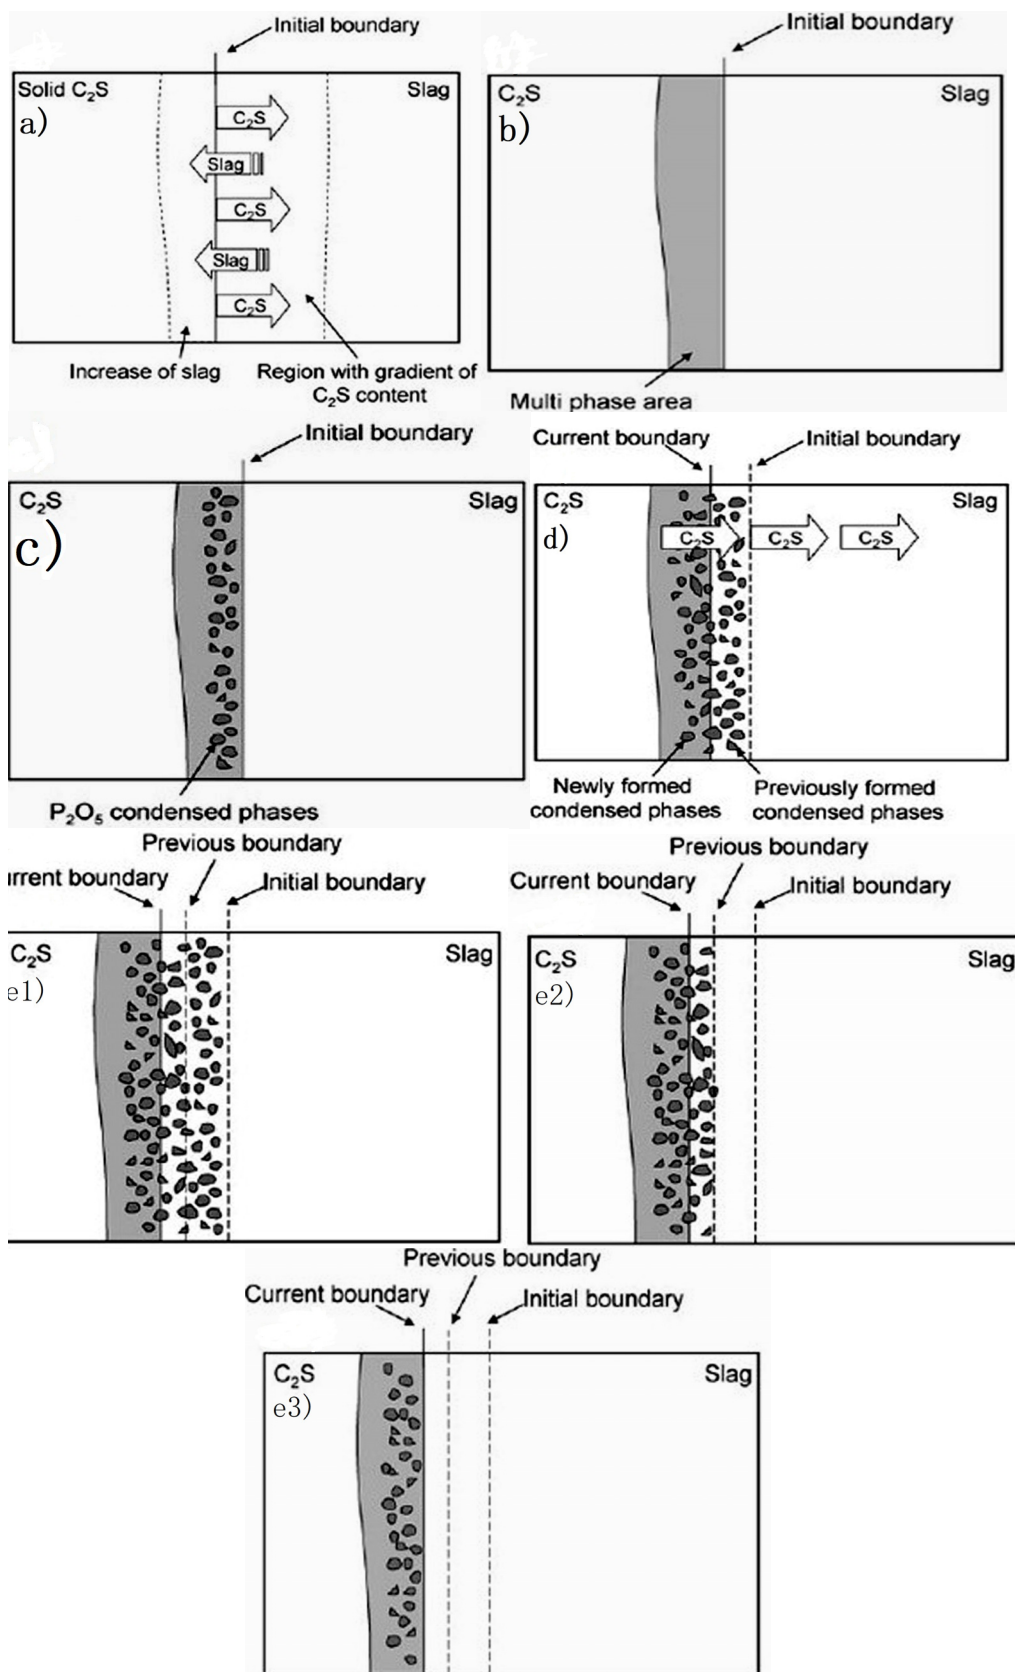 Initial boundary
Solid C₂S
Slag
a)
C₂S
Slag
C₂S
Slag
C₂S
Increase of slag
Region with gradient of
C₂S content
Initial boundary
C₂S
Slag
b)
Multi phase area
Initial boundary
C₂S
Slag
c)
P₂O₅ condensed phases
Current boundary
Initial boundary
C₂S
Slag
d)
C₂S
C₂S
C₂S
Newly formed
condensed phases
Previously formed
condensed phases
Previous boundary
urrent boundary
Initial boundary
C₂S
Slag
e1)
Previous boundary
Current boundary
Initial boundary
C₂S
Slag
e2)
Previous boundary
Current boundary
Initial boundary
C₂S
Slag
e3)